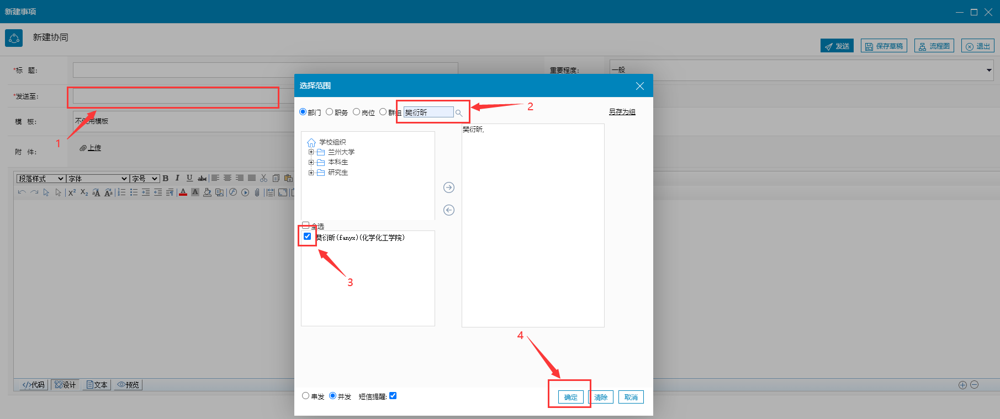 新建事项
新建协同
发送 保存草稿 流程图 退出
*标 题: 重要程度: 一般
*发送至:
模 板: 不使用模板
1
附 件: 上传
段落样式 字体 字号 B I U abc
X² X₂ aA Aa A A
代码 设计 文本 预览
选择范围
部门 职务 岗位 群组 樊衍昕 2 另存为组
樊衍昕,
学校组织
兰州大学
本科生
研究生
全选
樊衍昕(fanyx)(化学化工学院)
3
4
串发 并发 短信提醒: 确定 清除 取消